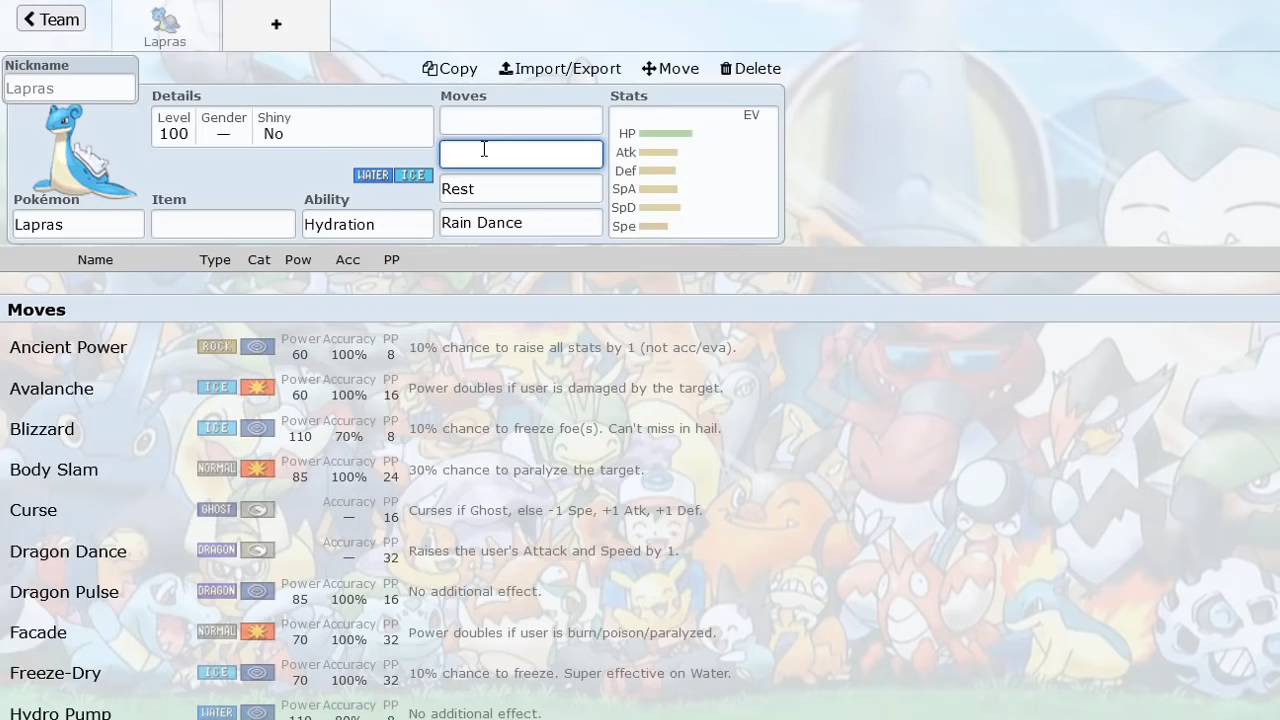 Team
Lapras
+
Nickname
Lapras
Copy
Import/Export
Move
Delete
Details
Level
100
Gender
—
Shiny
No
WATER ICE
Pokémon
Lapras
Item
Ability
Hydration
Moves
Rest
Rain Dance
Stats
EV
HP
Atk
Def
SpA
SpD
Spe
Name Type Cat Pow Acc PP
Moves
Ancient Power ROCK Power 60 Accuracy 100% PP 8 10% chance to raise all stats by 1 (not acc/eva).
Avalanche ICE Power 60 Accuracy 100% PP 16 Power doubles if user is damaged by the target.
Blizzard ICE Power 110 Accuracy 70% PP 8 10% chance to freeze foe(s). Can't miss in hail.
Body Slam NORMAL Power 85 Accuracy 100% PP 24 30% chance to paralyze the target.
Curse GHOST Accuracy — PP 16 Curses if Ghost, else -1 Spe, +1 Atk, +1 Def.
Dragon Dance DRAGON Accuracy — PP 32 Raises the user's Attack and Speed by 1.
Dragon Pulse DRAGON Power 85 Accuracy 100% PP 16 No additional effect.
Facade NORMAL Power 70 Accuracy 100% PP 32 Power doubles if user is burn/poison/paralyzed.
Freeze-Dry ICE Power 70 Accuracy 100% PP 32 10% chance to freeze. Super effective on Water.
Hydro Pump WATER Power 110 Accuracy 80% PP 8 No additional effect.